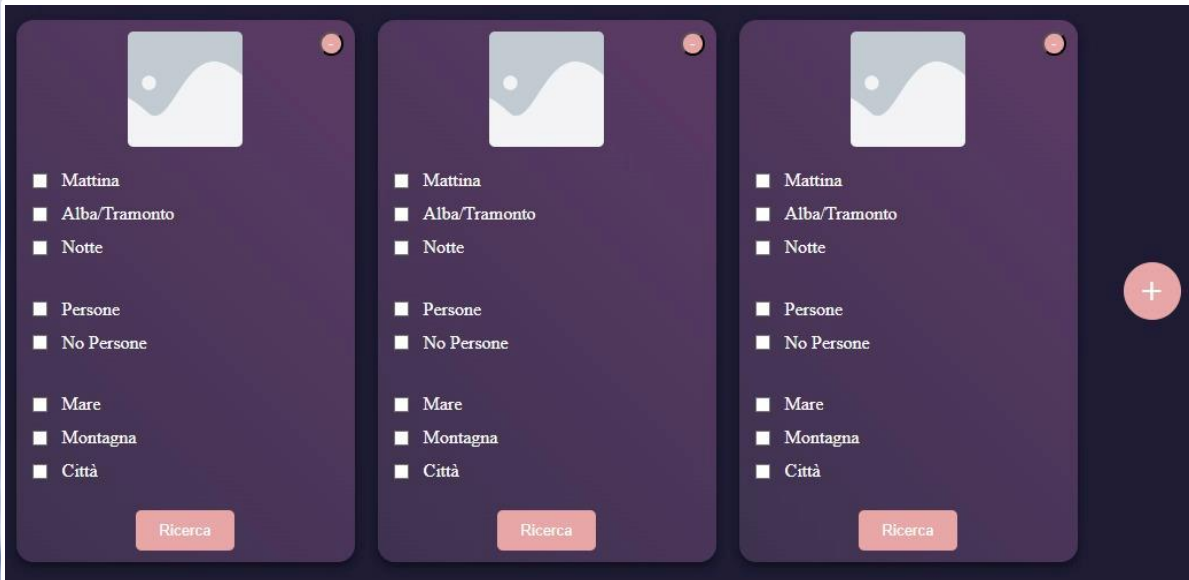 -
Mattina
Alba/Tramonto
Notte
Persone
No Persone
Mare
Montagna
Città
Ricerca
-
Mattina
Alba/Tramonto
Notte
Persone
No Persone
Mare
Montagna
Città
Ricerca
-
Mattina
Alba/Tramonto
Notte
Persone
No Persone
Mare
Montagna
Città
Ricerca
+